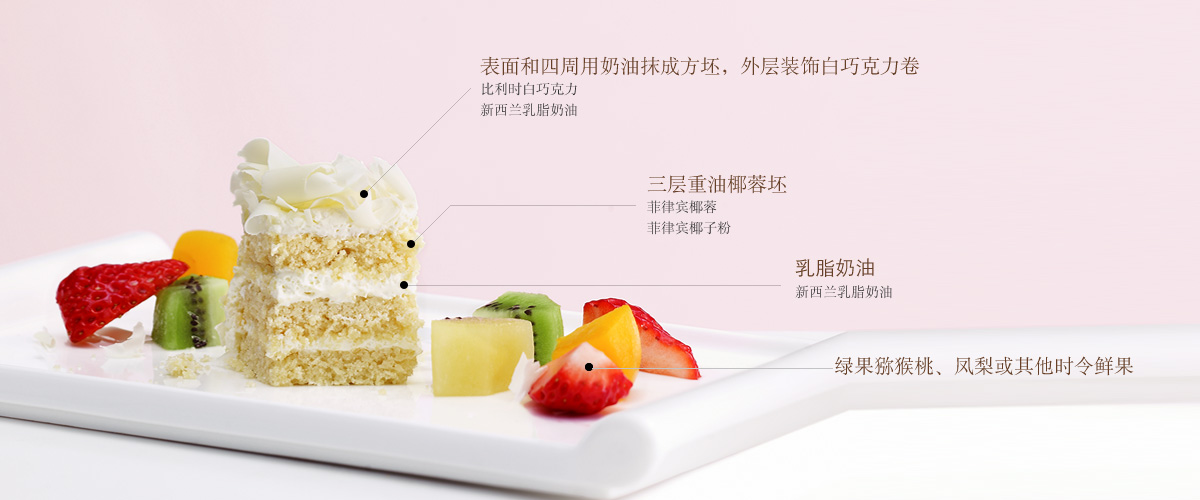 表面和四周用奶油抹成方坯，外层装饰白巧克力卷
比利时白巧克力
新西兰乳脂奶油
三层重油椰蓉坯
菲律宾椰蓉
菲律宾椰子粉
乳脂奶油
新西兰乳脂奶油
绿果猕猴桃、凤梨或其他时令鲜果